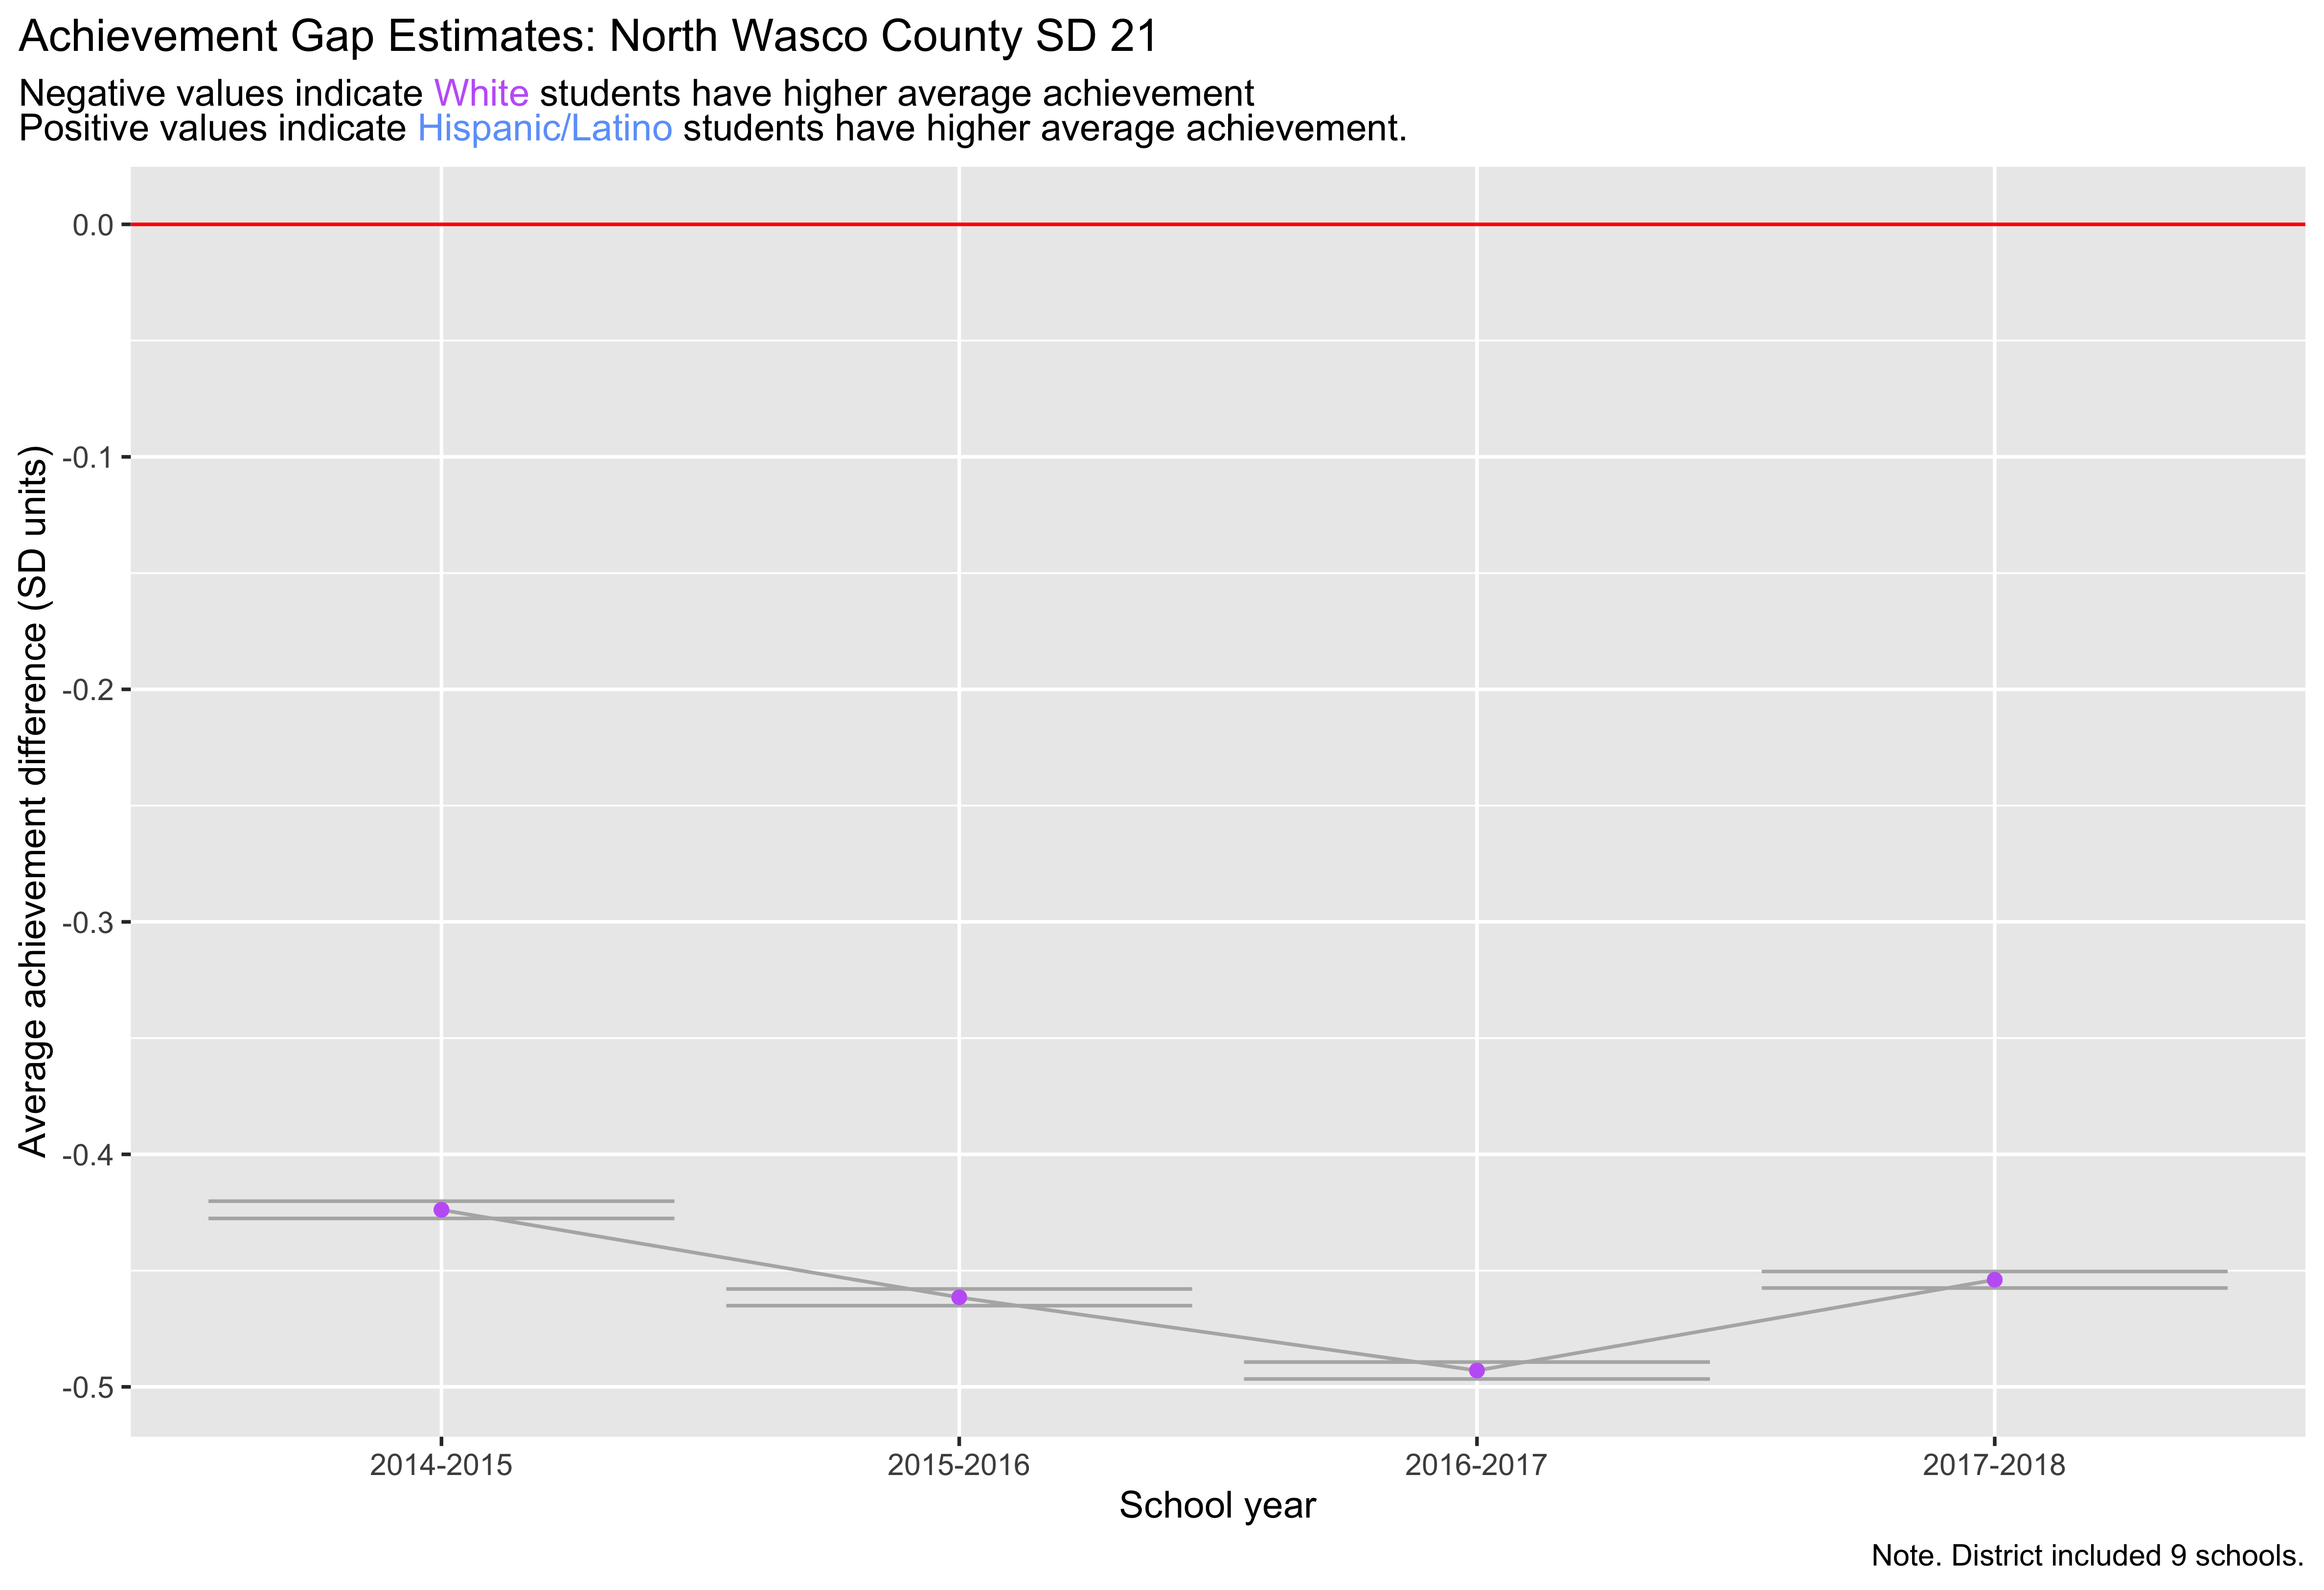 Achievement Gap Estimates: North Wasco County SD 21
Negative values indicate White students have higher average achievement
Positive values indicate Hispanic/Latino students have higher average achievement.
Average achievement difference (SD units)
0.0
-0.1
-0.2
-0.3
-0.4
-0.5
2014-2015
2015-2016
2016-2017
2017-2018
School year
Note. District included 9 schools.